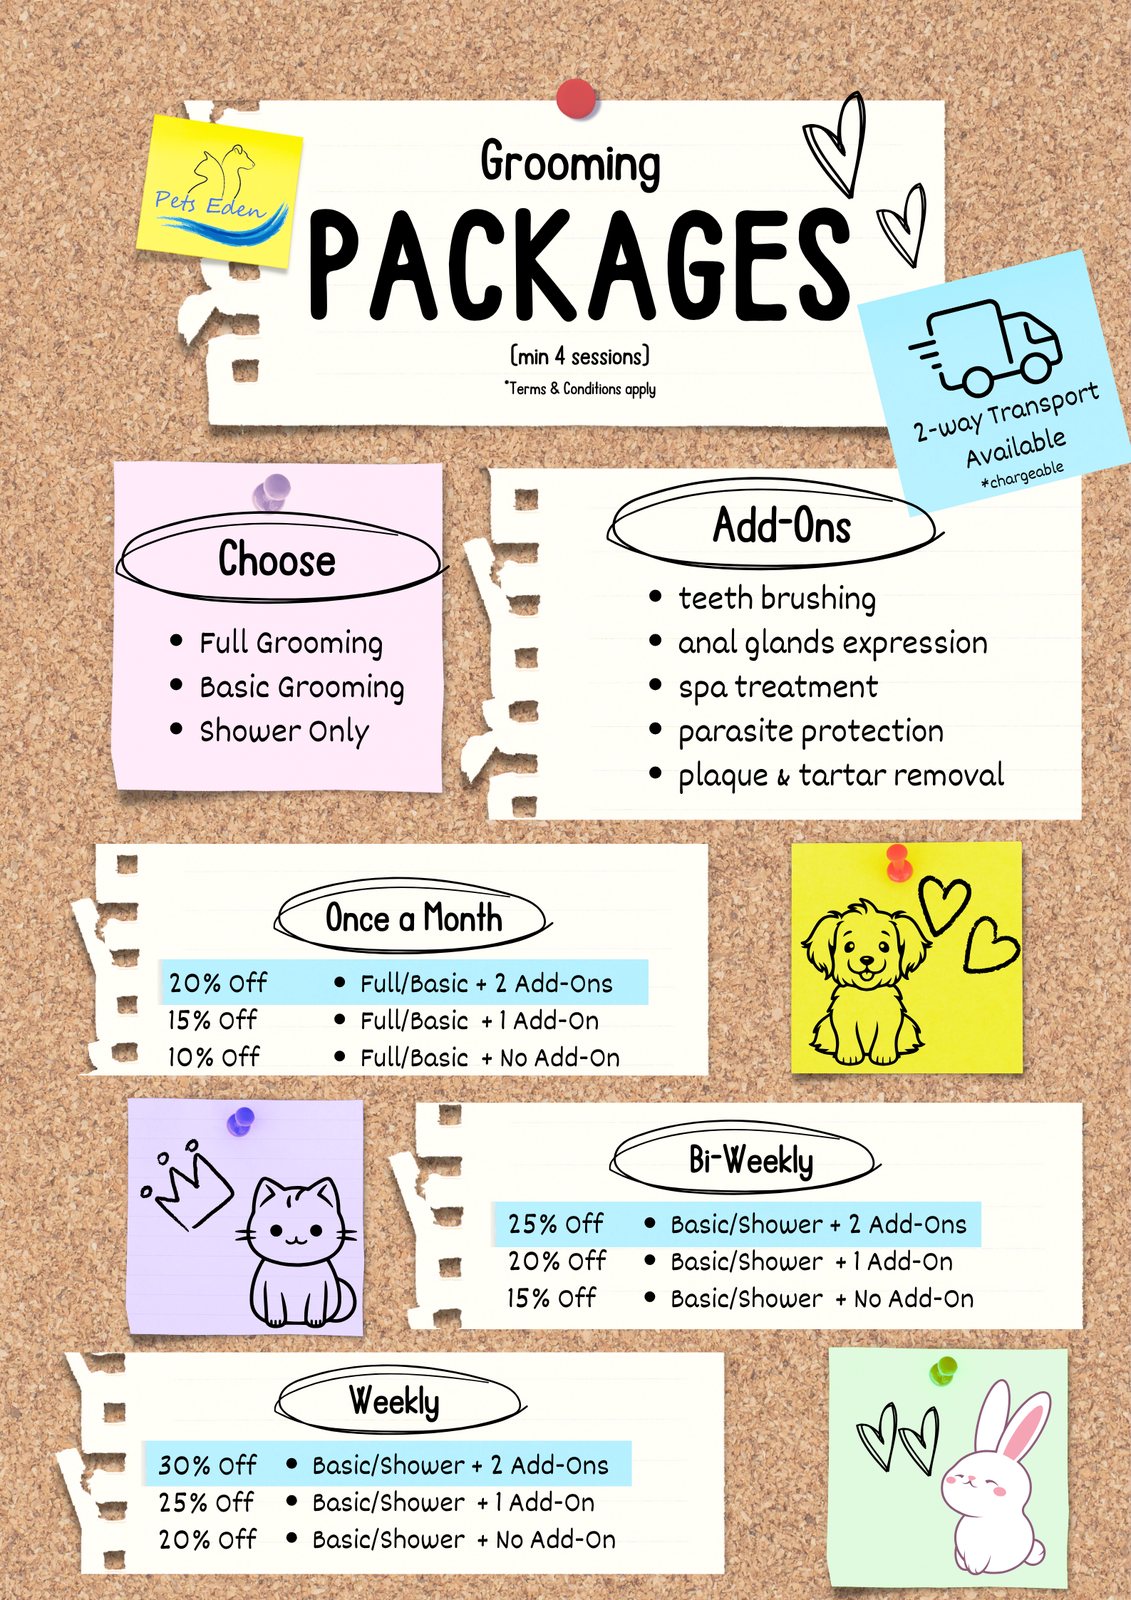 Pets Eden
Grooming
PACKAGES
(min 4 sessions)
*Terms & Conditions apply
2-way Transport
Available
*chargeable
Choose
• Full Grooming
• Basic Grooming
• Shower Only
Add-Ons
• teeth brushing
• anal glands expression
• spa treatment
• parasite protection
• plaque & tartar removal
Once a Month
20% Off • Full/Basic + 2 Add-Ons
15% Off • Full/Basic + 1 Add-On
10% Off • Full/Basic + No Add-On
Bi-Weekly
25% Off • Basic/Shower + 2 Add-Ons
20% Off • Basic/Shower + 1 Add-On
15% Off • Basic/Shower + No Add-On
Weekly
30% Off • Basic/Shower + 2 Add-Ons
25% Off • Basic/Shower + 1 Add-On
20% Off • Basic/Shower + No Add-On